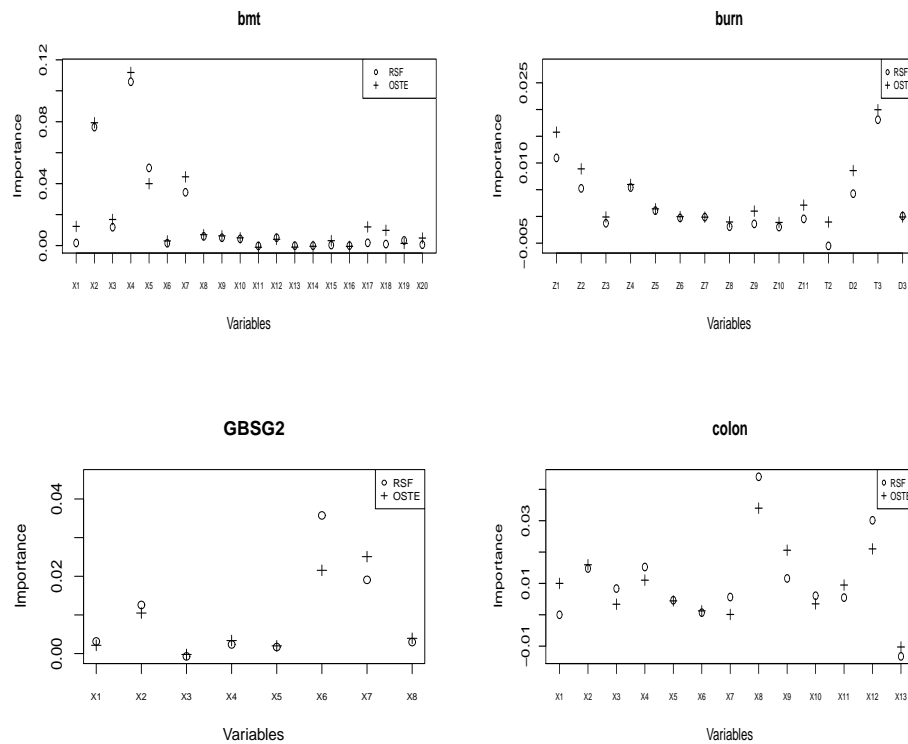 bmt
RSF
OSTE
Importance
0.12
0.08
0.04
0.00
X1 X2 X3 X4 X5 X6 X7 X8 X9 X10 X11 X12 X13 X14 X15 X16 X17 X18 X19 X20
Variables
burn
RSF
OST
Importance
0.025
0.010
−0.005
Z1 Z2 Z3 Z4 Z5 Z6 Z7 Z8 Z9 Z10 Z11 T2 D2 T3 D3
Variables
GBSG2
RSF
OSTE
Importance
0.04
0.02
0.00
X1 X2 X3 X4 X5 X6 X7 X8
Variables
colon
RSF
OSTE
Importance
0.03
0.01
−0.01
X1 X2 X3 X4 X5 X6 X7 X8 X9 X10 X11 X12 X13
Variables